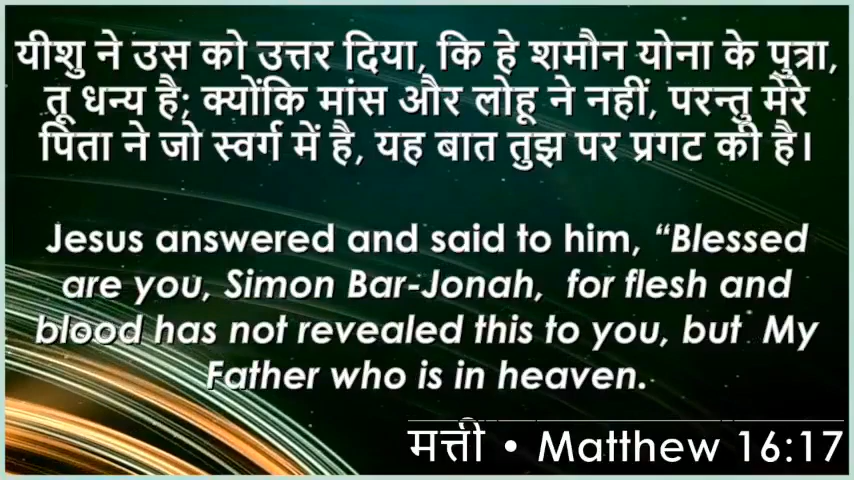 यीशु ने उस को उत्तर दिया, कि हे शमौन योना के पुत्रा,
तू धन्य है; क्योंकि मांस और लोहू ने नहीं, परन्तु मेरे
पिता ने जो स्वर्ग में है, यह बात तुझ पर प्रगट की है।
Jesus answered and said to him, “Blessed
are you, Simon Bar-Jonah,  for flesh and
blood has not revealed this to you, but  My
Father who is in heaven.
मत्ती • Matthew 16:17